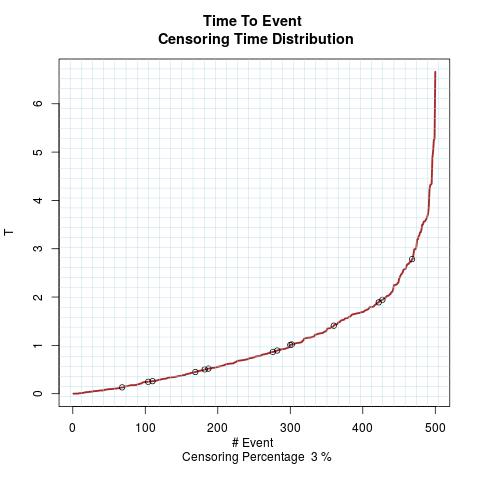 Time To Event
Censoring Time Distribution
6
5
4
3
2
1
0
T
0 100 200 300 400 500
# Event
Censoring Percentage 3 %